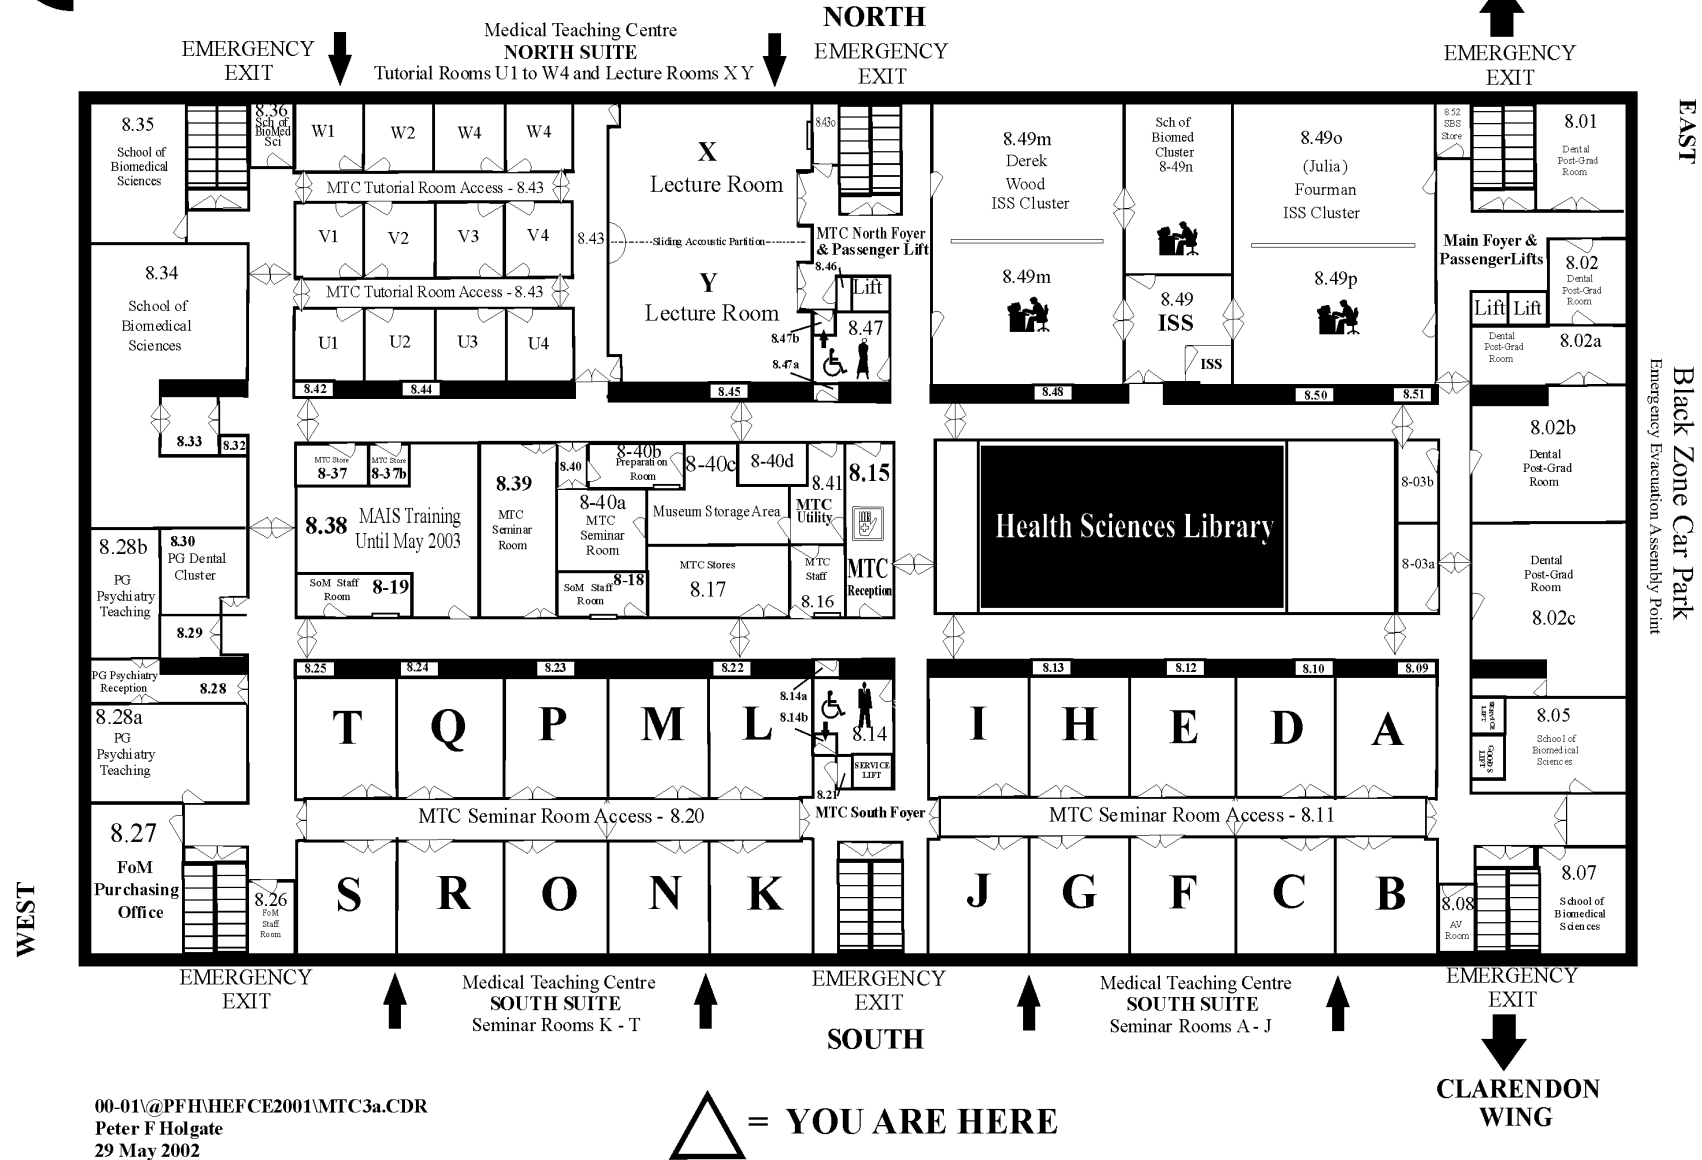 NORTH
Medical Teaching Centre
NORTH SUITE
Tutorial Rooms U1 to W4 and Lecture Rooms X Y
EMERGENCY
EXIT
EMERGENCY
EXIT
EMERGENCY
EXIT
EAST
8.35
School of
Biomedical
Sciences
8.36
Sch of
BioMed
Sci
W1
W2
W4
W4
MTC Tutorial Room Access - 8.43
V1
V2
V3
V4
MTC Tutorial Room Access - 8.43
U1
U2
U3
U4
8.43
X
Lecture Room
Sliding Accoustic Partition
Y
Lecture Room
8.43o
MTC North Foyer
& Passenger Lift
8.46
Lift
8.47b
8.47
8.47a
8.49m
Derek
Wood
ISS Cluster
8.49m
Sch of
Biomed
Cluster
8-49n
8.49
ISS
ISS
8.49o
(Julia)
Fourman
ISS Cluster
8.49p
8.52
SBS
Store
8.01
Dental
Post-Grad
Room
Main Foyer &
PassengerLifts
Lift
Lift
8.02
Dental
Post-Grad
Room
Dental
Post-Grad
Room
8.02a
8.34
School of
Biomedical
Sciences
8.42
8.44
8.45
8.48
8.50
8.51
8.33
8.32
MTC Store
8-37
MTC Store
8-37b
8.38
MAIS Training
Until May 2003
SoM Staff
Room
8-19
8.39
MTC
Seminar
Room
8.40
8-40b
Preparation
Room
8-40a
MTC
Seminar
Room
SoM Staff
Room
8-18
8-40c
8-40d
Museum Storage Area
MTC Stores
8.17
8.41
MTC
Utility
MTC
Staff
8.16
8.15
MTC
Reception
Health Sciences Library
8-03b
8-03a
8.02b
Dental
Post-Grad
Room
Dental
Post-Grad
Room
8.02c
Black Zone Car Park
Emergency Evacuation Assembly Point
8.28b
PG
Psychiatry
Teaching
8.30
PG Dental
Cluster
8.29
PG Psychiatry
Reception
8.28
8.28a
PG
Psychiatry
Teaching
8.25
8.24
8.23
8.22
8.13
8.12
8.10
8.09
T
Q
P
M
L
8.14a
8.14b
8.14
SERVICE
LIFT
8.21
I
H
E
D
A
SERVICE
LIFT
GOODS
LIFT
8.05
School of
Biomedical
Sciences
MTC Seminar Room Access - 8.20
MTC South Foyer
MTC Seminar Room Access - 8.11
8.27
FoM
Purchasing
Office
8.26
FoM
Staff
Room
S
R
O
N
K
J
G
F
C
B
8.08
AV
Room
8.07
School of
Biomedical
Sciences
WEST
EMERGENCY
EXIT
Medical Teaching Centre
SOUTH SUITE
Seminar Rooms K - T
EMERGENCY
EXIT
SOUTH
Medical Teaching Centre
SOUTH SUITE
Seminar Rooms A - J
EMERGENCY
EXIT
CLARENDON
WING
00-01\@PFH\HEFCE2001\MTC3a.CDR
Peter F Holgate
29 May 2002
= YOU ARE HERE